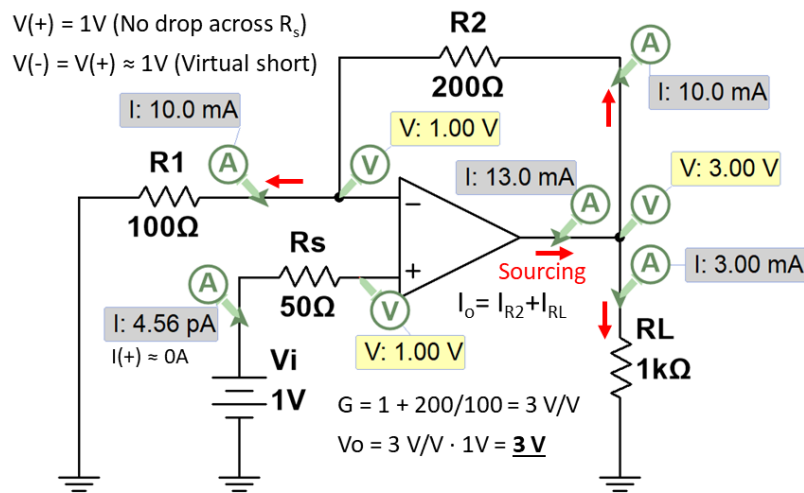 V(+) = 1V (No drop across Rs)
V(-) = V(+) ≈ 1V (Virtual short)
R2
200Ω
A
I: 10.0 mA
I: 10.0 mA
A
R1
100Ω
V: 1.00 V
V
I: 13.0 mA
A
V: 3.00 V
V
−
+
Rs
50Ω
A
I: 4.56 pA
I(+) ≈ 0A
V
V: 1.00 V
Sourcing
Io= IR2+IRL
A
I: 3.00 mA
RL
1kΩ
Vi
1V
G = 1 + 200/100 = 3 V/V
Vo = 3 V/V · 1V = 3 V